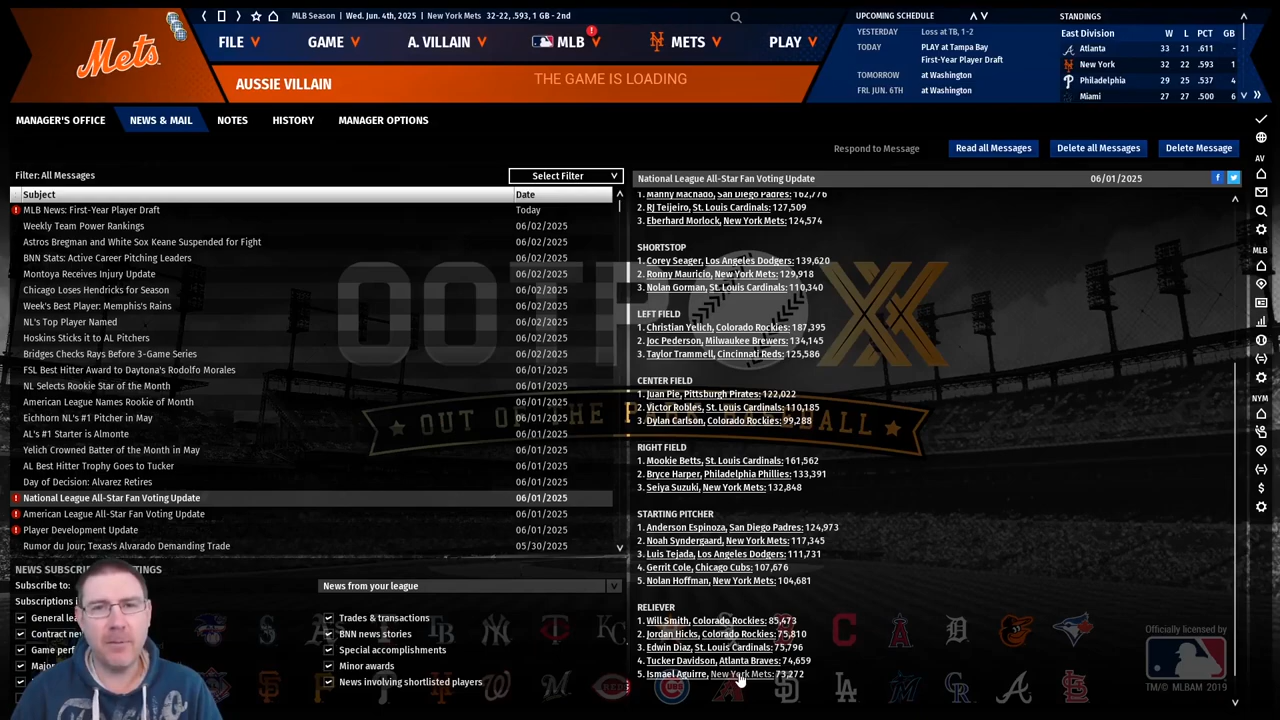 Mets
MLB Season | Wed. Jun. 4th, 2025 | New York Mets 32-22, .593, 1 GB - 2nd
FILE GAME A. VILLAIN MLB METS PLAY
AUSSIE VILLAIN
THE GAME IS LOADING
UPCOMING SCHEDULE
YESTERDAY Loss at TB, 1-2
TODAY PLAY at Tampa Bay
First-Year Player Draft
TOMORROW at Washington
FRI. JUN. 6TH at Washington
STANDINGS
East Division W L PCT GB
Atlanta 33 21 .611 -
New York 32 22 .593 1
Philadelphia 29 25 .537 4
Miami 27 27 .500 6
MANAGER'S OFFICE NEWS & MAIL NOTES HISTORY MANAGER OPTIONS
Respond to Message Read all Messages Delete all Messages Delete Message
Filter: All Messages Select Filter
Subject Date
MLB News: First-Year Player Draft Today
Weekly Team Power Rankings 06/02/2025
Astros Bregman and White Sox Keane Suspended for Fight 06/02/2025
BNN Stats: Active Career Pitching Leaders 06/02/2025
Montoya Receives Injury Update 06/02/2025
Chicago Loses Hendricks for Season 06/02/2025
Week's Best Player: Memphis's Rains 06/02/2025
NL's Top Player Named 06/02/2025
Hoskins Sticks it to AL Pitchers 06/02/2025
Bridges Checks Rays Before 3-Game Series 06/02/2025
FSL Best Hitter Award to Daytona's Rodolfo Morales 06/01/2025
NL Selects Rookie Star of the Month 06/01/2025
American League Names Rookie of Month 06/01/2025
Eichhorn NL's #1 Pitcher in May 06/01/2025
AL's #1 Starter is Almonte 06/01/2025
Yelich Crowned Batter of the Month in May 06/01/2025
AL Best Hitter Trophy Goes to Tucker 06/01/2025
Day of Decision: Alvarez Retires 06/01/2025
National League All-Star Fan Voting Update 06/01/2025
American League All-Star Fan Voting Update 06/01/2025
Player Development Update 06/01/2025
Rumor du Jour; Texas's Alvarado Demanding Trade 05/30/2025
National League All-Star Fan Voting Update 06/01/2025
1. Manny Machado, San Diego Padres: 162,776
2. RJ Teijeiro, St. Louis Cardinals: 127,509
3. Eberhard Morlock, New York Mets: 124,574
SHORTSTOP
1. Corey Seager, Los Angeles Dodgers: 139,620
2. Ronny Mauricio, New York Mets: 129,918
3. Nolan Gorman, St. Louis Cardinals: 110,340
LEFT FIELD
1. Christian Yelich, Colorado Rockies: 187,395
2. Joc Pederson, Milwaukee Brewers: 134,145
3. Taylor Trammell, Cincinnati Reds: 125,586
CENTER FIELD
1. Juan Pie, Pittsburgh Pirates: 122,022
2. Victor Robles, St. Louis Cardinals: 110,185
3. Dylan Carlson, Colorado Rockies: 99,288
RIGHT FIELD
1. Mookie Betts, St. Louis Cardinals: 161,562
2. Bryce Harper, Philadelphia Phillies: 133,391
3. Seiya Suzuki, New York Mets: 132,848
STARTING PITCHER
1. Anderson Espinoza, San Diego Padres: 124,973
2. Noah Syndergaard, New York Mets: 117,345
3. Luis Tejada, Los Angeles Dodgers: 111,731
4. Gerrit Cole, Chicago Cubs: 107,676
5. Nolan Hoffman, New York Mets: 104,681
RELIEVER
1. Will Smith, Colorado Rockies: 85,473
2. Jordan Hicks, Colorado Rockies: 75,810
3. Edwin Diaz, St. Louis Cardinals: 75,796
4. Tucker Davidson, Atlanta Braves: 74,659
5. Ismael Aguirre, New York Mets: 73,272
OOTP XX
OUT OF THE PARK BASEBALL
AV
MLB
NYM
Subscribe to: News from your league
Trades & transactions
BNN news stories
Special accomplishments
Minor awards
News involving shortlisted players
Officially licensed by
TM/© MLBAM 2019